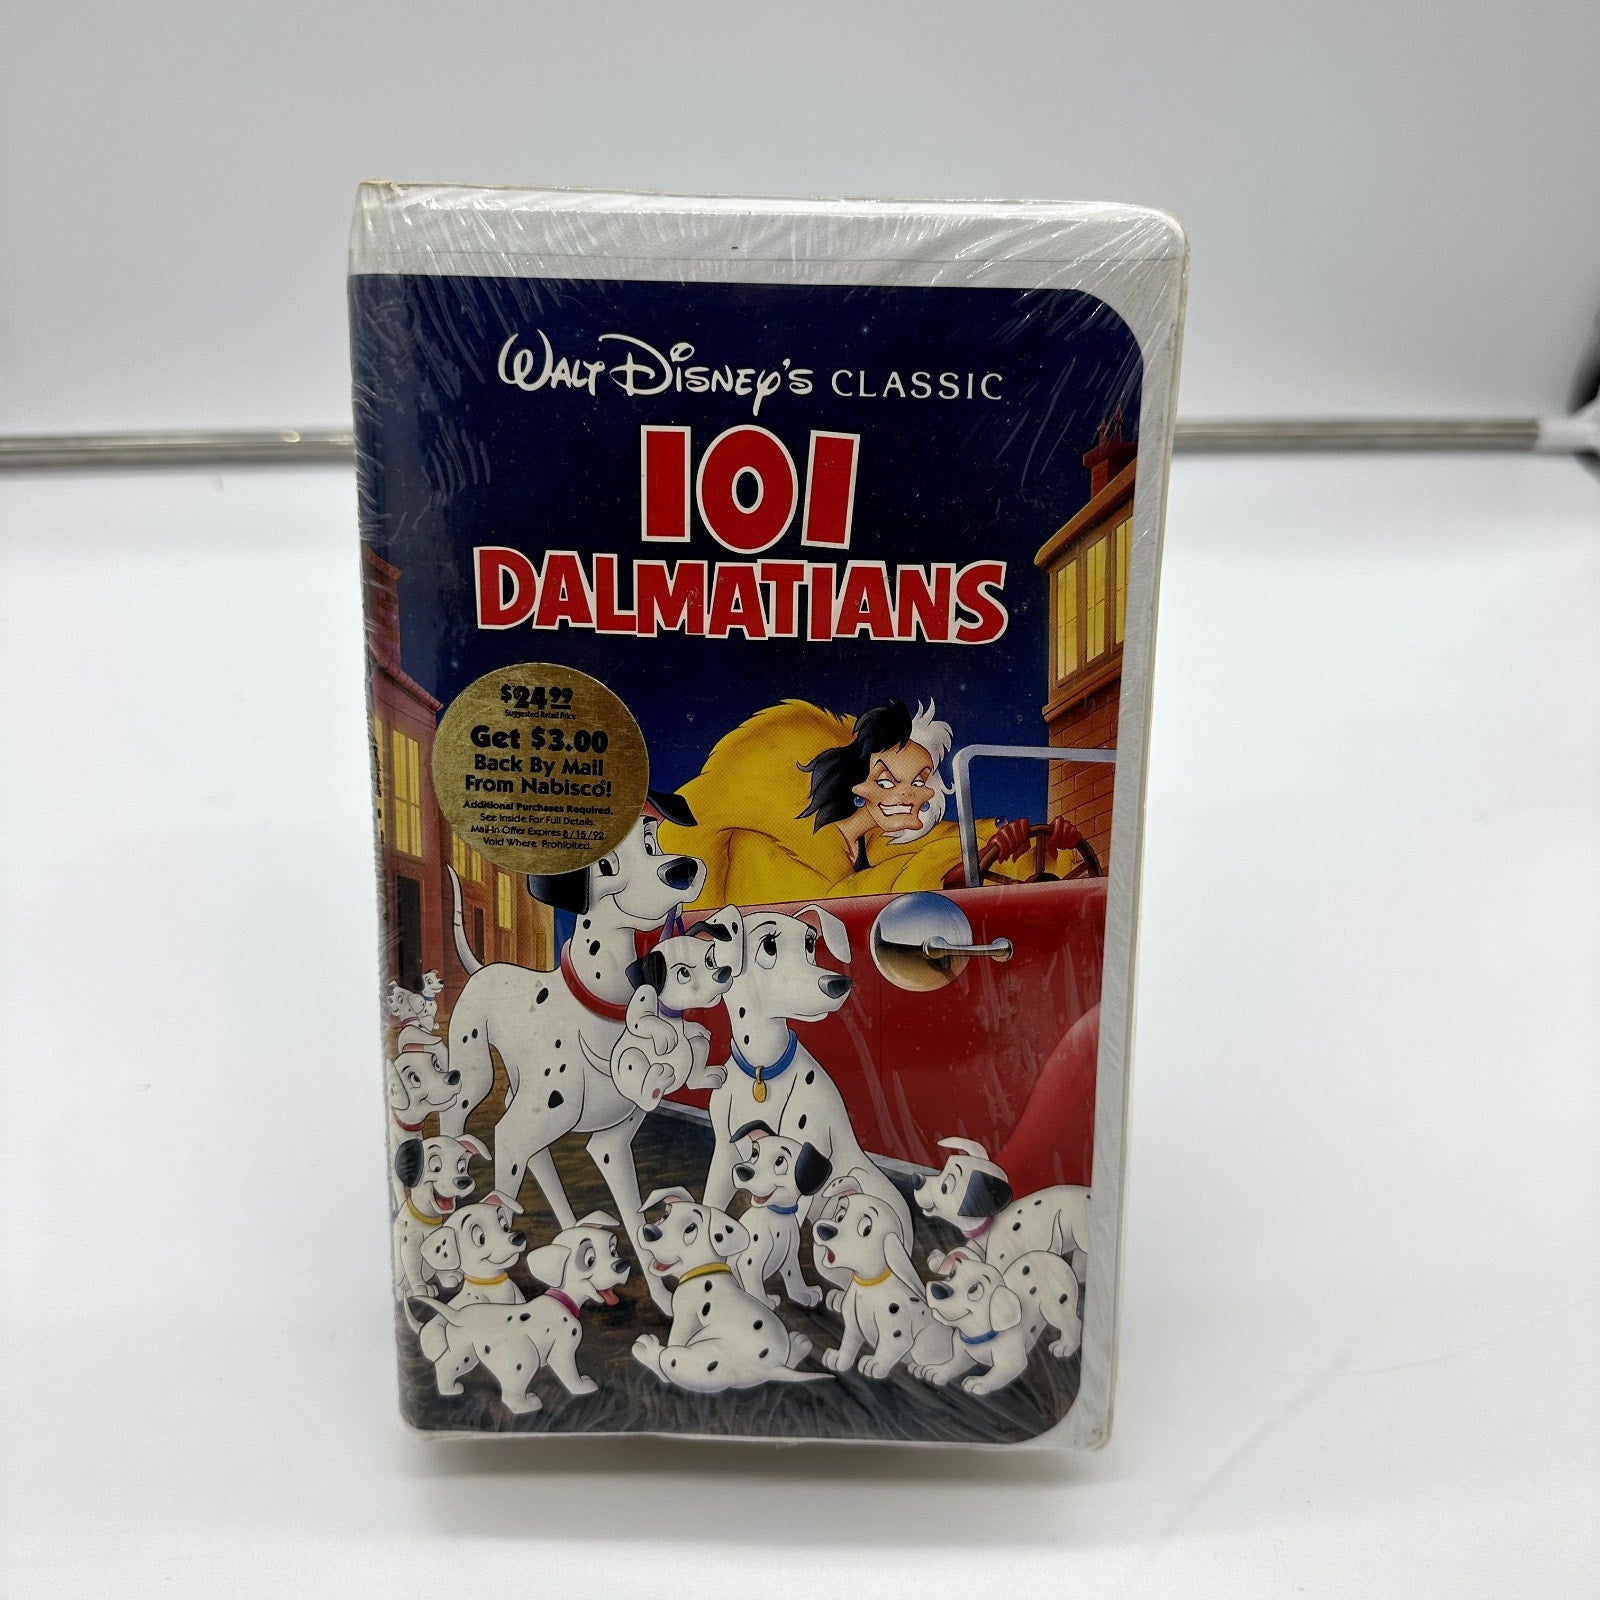 WALT DISNEY'S CLASSIC
101
DALMATIANS
$24.99
Suggested Retail Price
Get $3.00
Back By Mail
From Nabisco®!
Additional Purchases Required.
See Inside For Full Details.
Mail-In Offer Expires 8/15/92.
Void Where Prohibited.